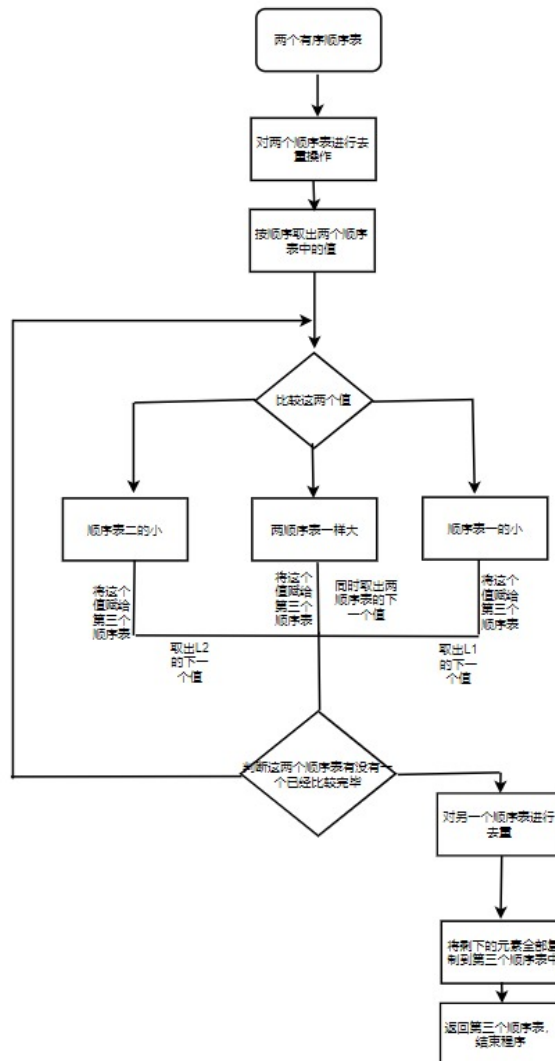 两个有序顺序表
对两个顺序表进行去
重操作
按顺序取出两个顺序
表中的值
比较这两个值
顺序表二的小
两顺序表一样大
顺序表一的小
将这个
值赋给
第三个
顺序表
将这个
值赋给
第三个
顺序表
同时取出两
顺序表的下
一个值
将这个
值赋给
第三个
顺序表
取出L2
的下一
个值
取出L1
的下一
个值
判断这两个顺序表有没有一
个已经比较完毕
对另一个顺序表进行
去重
将剩下的元素全部复
制到第三个顺序表中
返回第三个顺序表，
结束程序